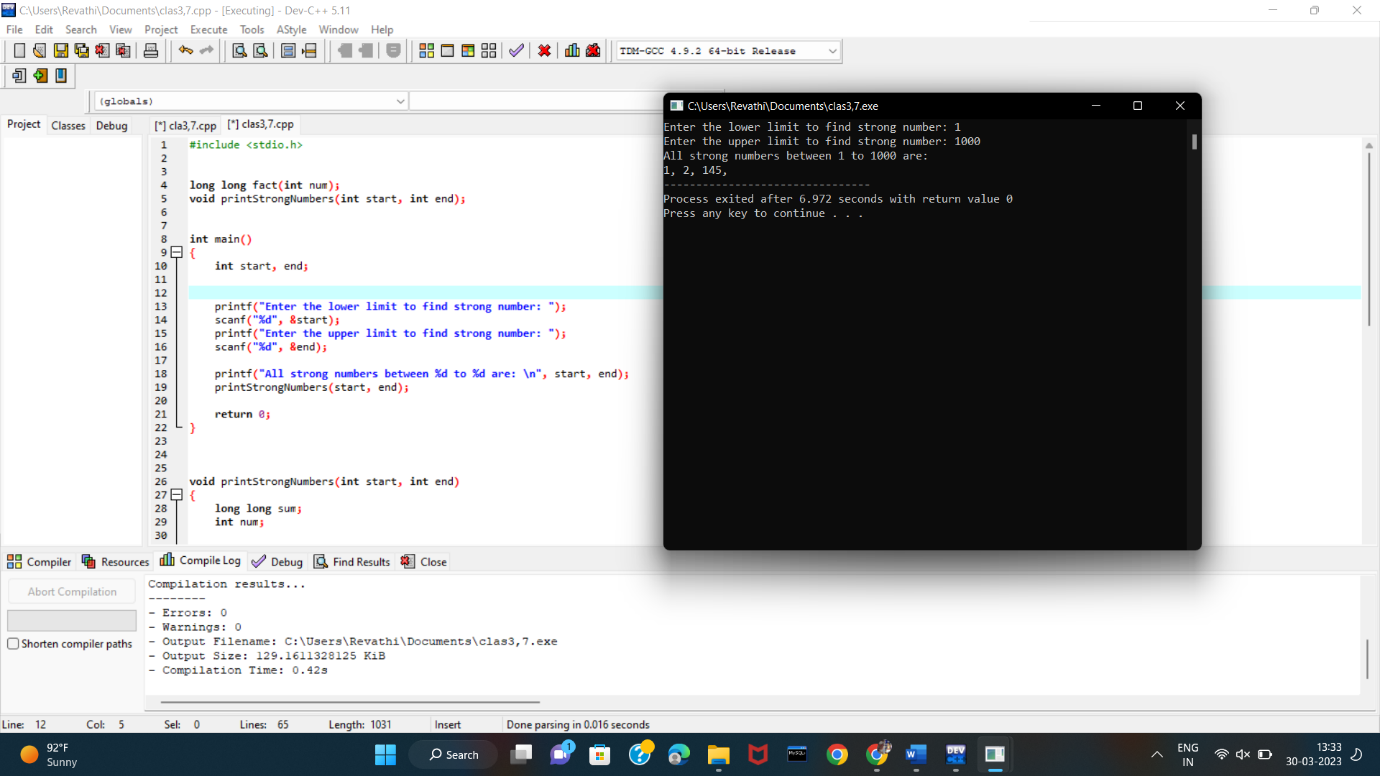 C:\Users\Revathi\Documents\clas3,7.cpp - [Executing] - Dev-C++ 5.11
File Edit Search View Project Execute Tools AStyle Window Help
TDM-GCC 4.9.2 64-bit Release
(globals)
Project Classes Debug
[*] cla3,7.cpp [*] clas3,7.cpp
1 #include <stdio.h>
2
3
4 long long fact(int num);
5 void printStrongNumbers(int start, int end);
6
7
8 int main()
9 {
10 int start, end;
11
12
13 printf("Enter the lower limit to find strong number: ");
14 scanf("%d", &start);
15 printf("Enter the upper limit to find strong number: ");
16 scanf("%d", &end);
17
18 printf("All strong numbers between %d to %d are: \n", start, end);
19 printStrongNumbers(start, end);
20
21 return 0;
22 }
23
24
25
26 void printStrongNumbers(int start, int end)
27 {
28 long long sum;
29 int num;
30
C:\Users\Revathi\Documents\clas3,7.exe
Enter the lower limit to find strong number: 1
Enter the upper limit to find strong number: 1000
All strong numbers between 1 to 1000 are:
1, 2, 145,
--------------------------------
Process exited after 6.972 seconds with return value 0
Press any key to continue . . .
Compiler Resources Compile Log Debug Find Results Close
Abort Compilation
Shorten compiler paths
Compilation results...
--------
- Errors: 0
- Warnings: 0
- Output Filename: C:\Users\Revathi\Documents\clas3,7.exe
- Output Size: 129.1611328125 KiB
- Compilation Time: 0.42s
Line: 12 Col: 5 Sel: 0 Lines: 65 Length: 1031 Insert Done parsing in 0.016 seconds
92°F
Sunny
Search
1
MySQL
W
DEV
C++
ENG
IN
13:33
30-03-2023